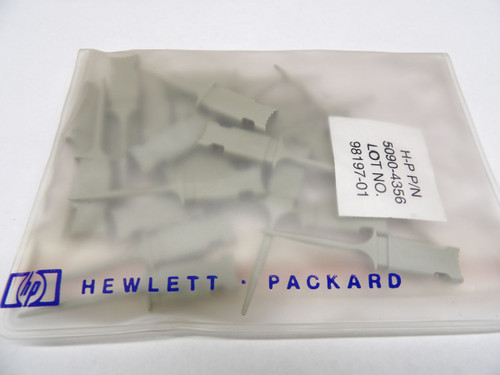 H-P P/N
5090-4356
LOT NO.
98197-01
hp HEWLETT · PACKARD